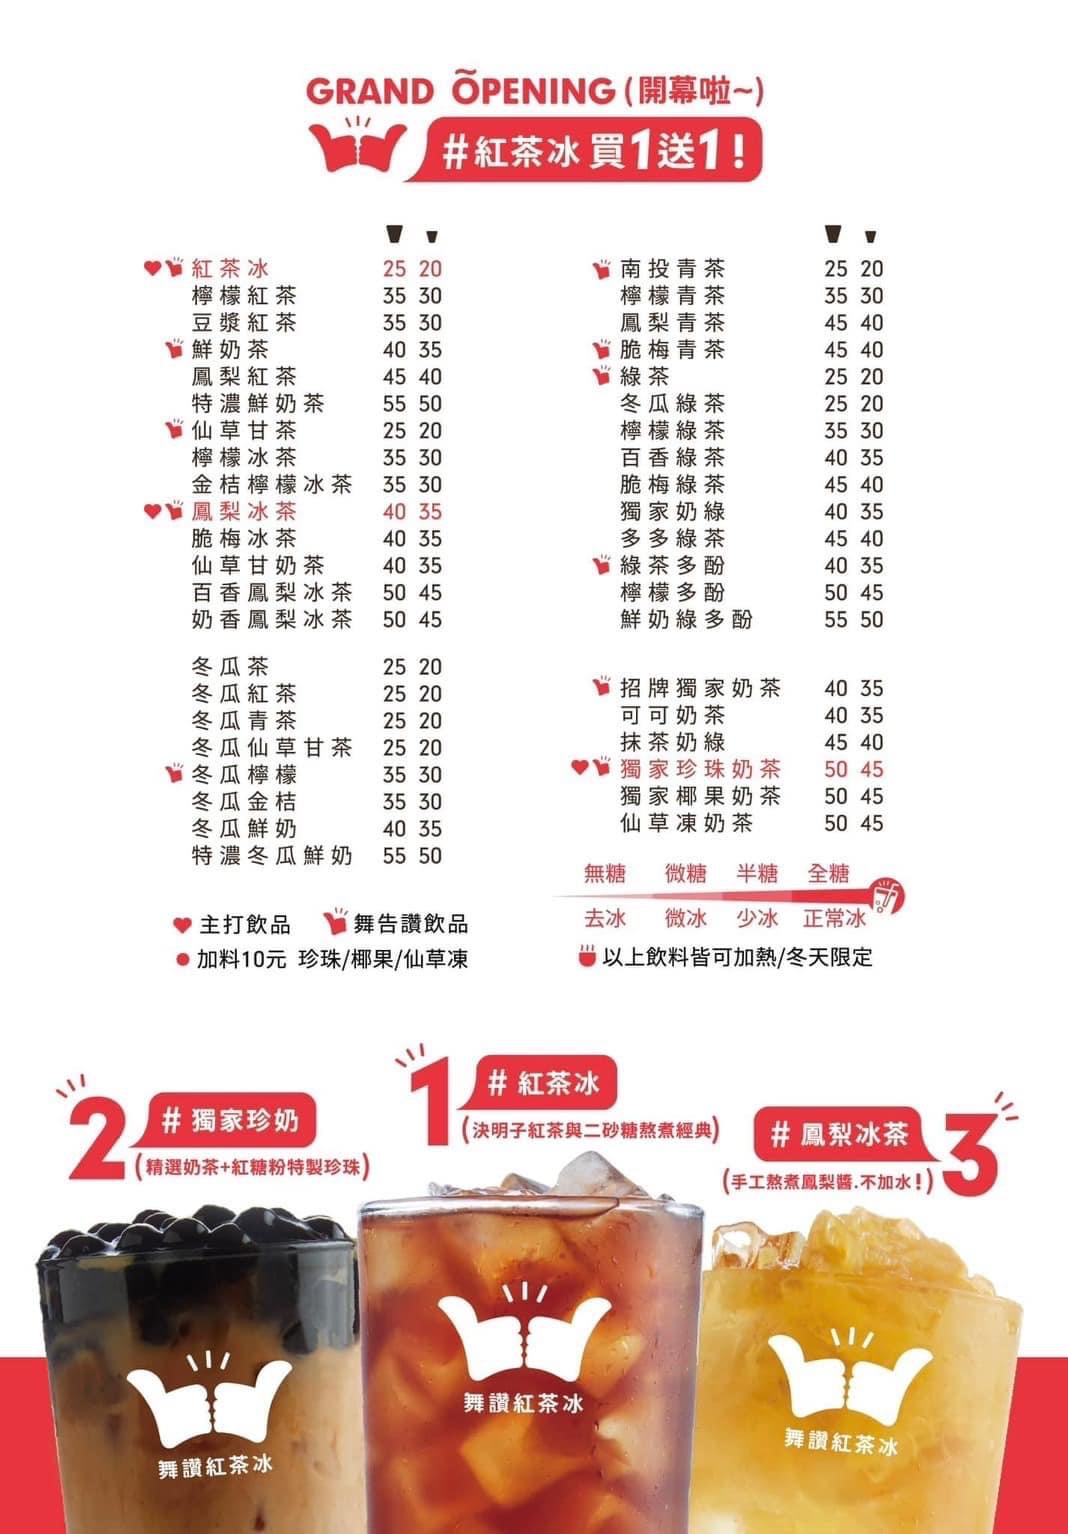 GRAND ÕPENING (開幕啦~)
#紅茶冰 買1送1!
紅茶冰 25 20
檸檬紅茶 35 30
豆漿紅茶 35 30
鮮奶茶 40 35
鳳梨紅茶 45 40
特濃鮮奶茶 55 50
仙草甘茶 25 20
檸檬冰茶 35 30
金桔檸檬冰茶 35 30
鳳梨冰茶 40 35
脆梅冰茶 40 35
仙草甘奶茶 40 35
百香鳳梨冰茶 50 45
奶香鳳梨冰茶 50 45
冬瓜茶 25 20
冬瓜紅茶 25 20
冬瓜青茶 25 20
冬瓜仙草甘茶 25 20
冬瓜檸檬 35 30
冬瓜金桔 35 30
冬瓜鮮奶 40 35
特濃冬瓜鮮奶 55 50
主打飲品 舞告讚飲品
加料10元 珍珠/椰果/仙草凍
南投青茶 25 20
檸檬青茶 35 30
鳳梨青茶 45 40
脆梅青茶 45 40
綠茶 25 20
冬瓜綠茶 25 20
檸檬綠茶 35 30
百香綠茶 40 35
脆梅綠茶 45 40
獨家奶綠 40 35
多多綠茶 45 40
綠茶多酚 40 35
檸檬多酚 50 45
鮮奶綠多酚 55 50
招牌獨家奶茶 40 35
可可奶茶 40 35
抹茶奶綠 45 40
獨家珍珠奶茶 50 45
獨家椰果奶茶 50 45
仙草凍奶茶 50 45
無糖 微糖 半糖 全糖
去冰 微冰 少冰 正常冰
以上飲料皆可加熱/冬天限定
1 #紅茶冰
(決明子紅茶與二砂糖熬煮經典)
2 #獨家珍奶
(精選奶茶+紅糖粉特製珍珠)
#鳳梨冰茶 3
(手工熬煮鳳梨醬.不加水!)
舞讚紅茶冰
舞讚紅茶冰
舞讚紅茶冰